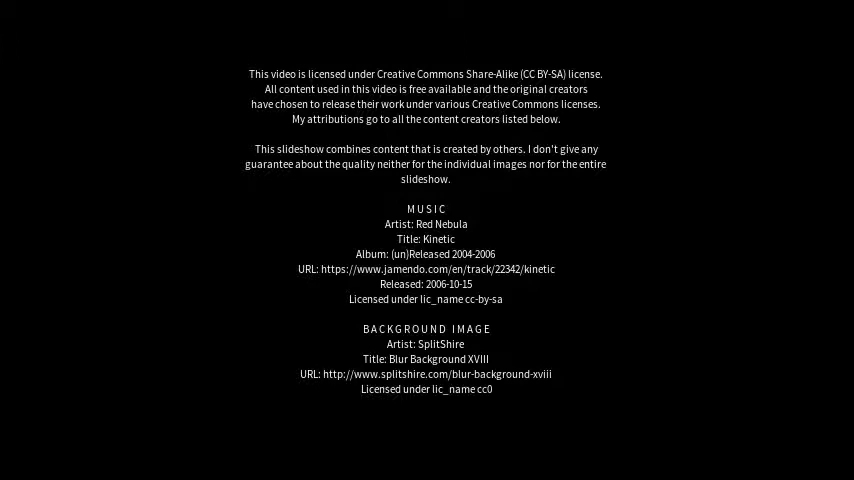 This video is licensed under Creative Commons Share-Alike (CC BY-SA) license.
All content used in this video is free available and the original creators
have chosen to release their work under various Creative Commons licenses.
My attributions go to all the content creators listed below.
This slideshow combines content that is created by others. I don't give any
guarantee about the quality neither for the individual images nor for the entire
slideshow.
MUSIC
Artist: Red Nebula
Title: Kinetic
Album: (un)Released 2004-2006
URL: https://www.jamendo.com/en/track/22342/kinetic
Released: 2006-10-15
Licensed under lic_name cc-by-sa
BACKGROUND IMAGE
Artist: SplitShire
Title: Blur Background XVIII
URL: http://www.splitshire.com/blur-background-xviii
Licensed under lic_name cc0